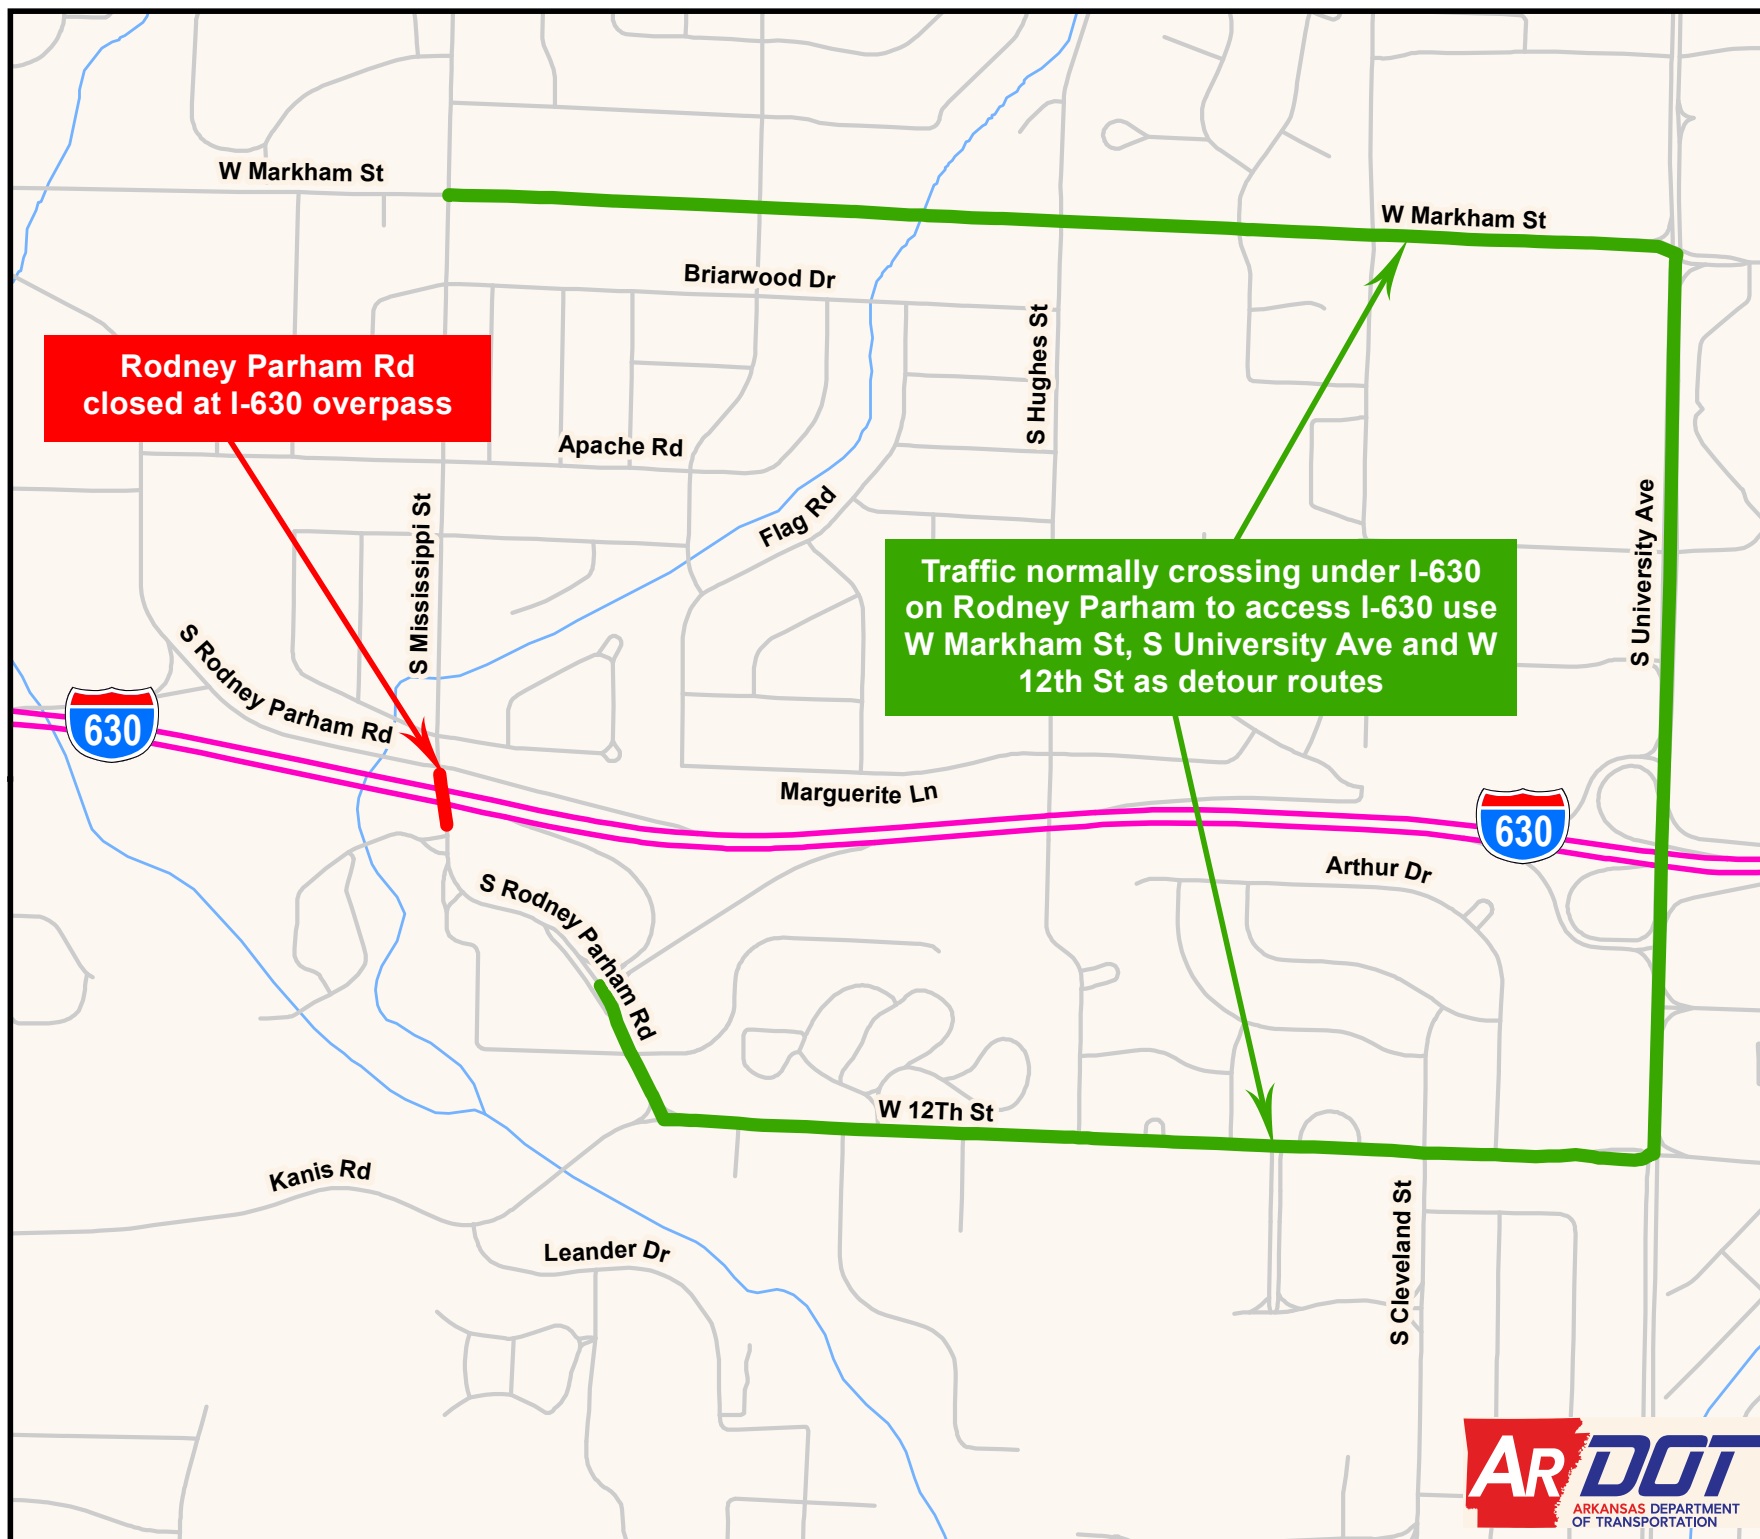 W Markham St
W Markham St
Briarwood Dr
S Hughes St
Rodney Parham Rd
closed at I-630 overpass
Apache Rd
Flag Rd
S Mississippi St
S University Ave
Traffic normally crossing under I-630
on Rodney Parham to access I-630 use
W Markham St, S University Ave and W
12th St as detour routes
S Rodney Parham Rd
630
Marguerite Ln
630
Arthur Dr
S Rodney Parham Rd
W 12Th St
Kanis Rd
Leander Dr
S Cleveland St
ARDOT
ARKANSAS DEPARTMENT
OF TRANSPORTATION